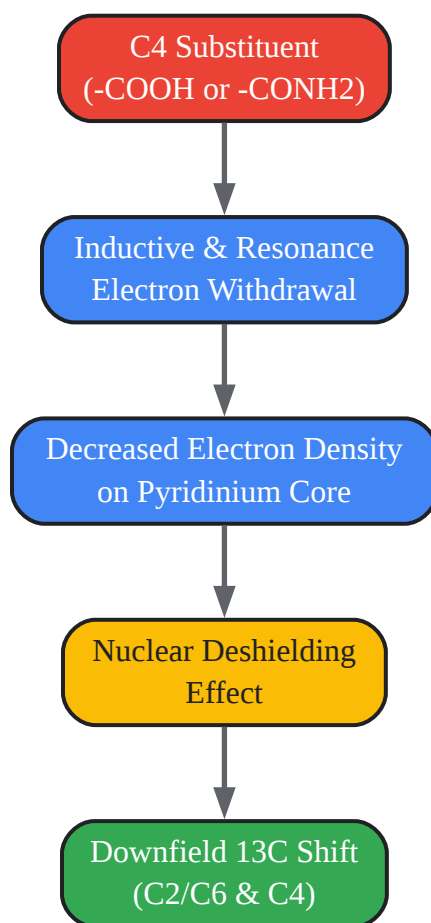 C4 Substituent
(-COOH or -CONH2)
Inductive & Resonance
Electron Withdrawal
Decreased Electron Density
on Pyridinium Core
Nuclear Deshielding
Effect
Downfield 13C Shift
(C2/C6 & C4)